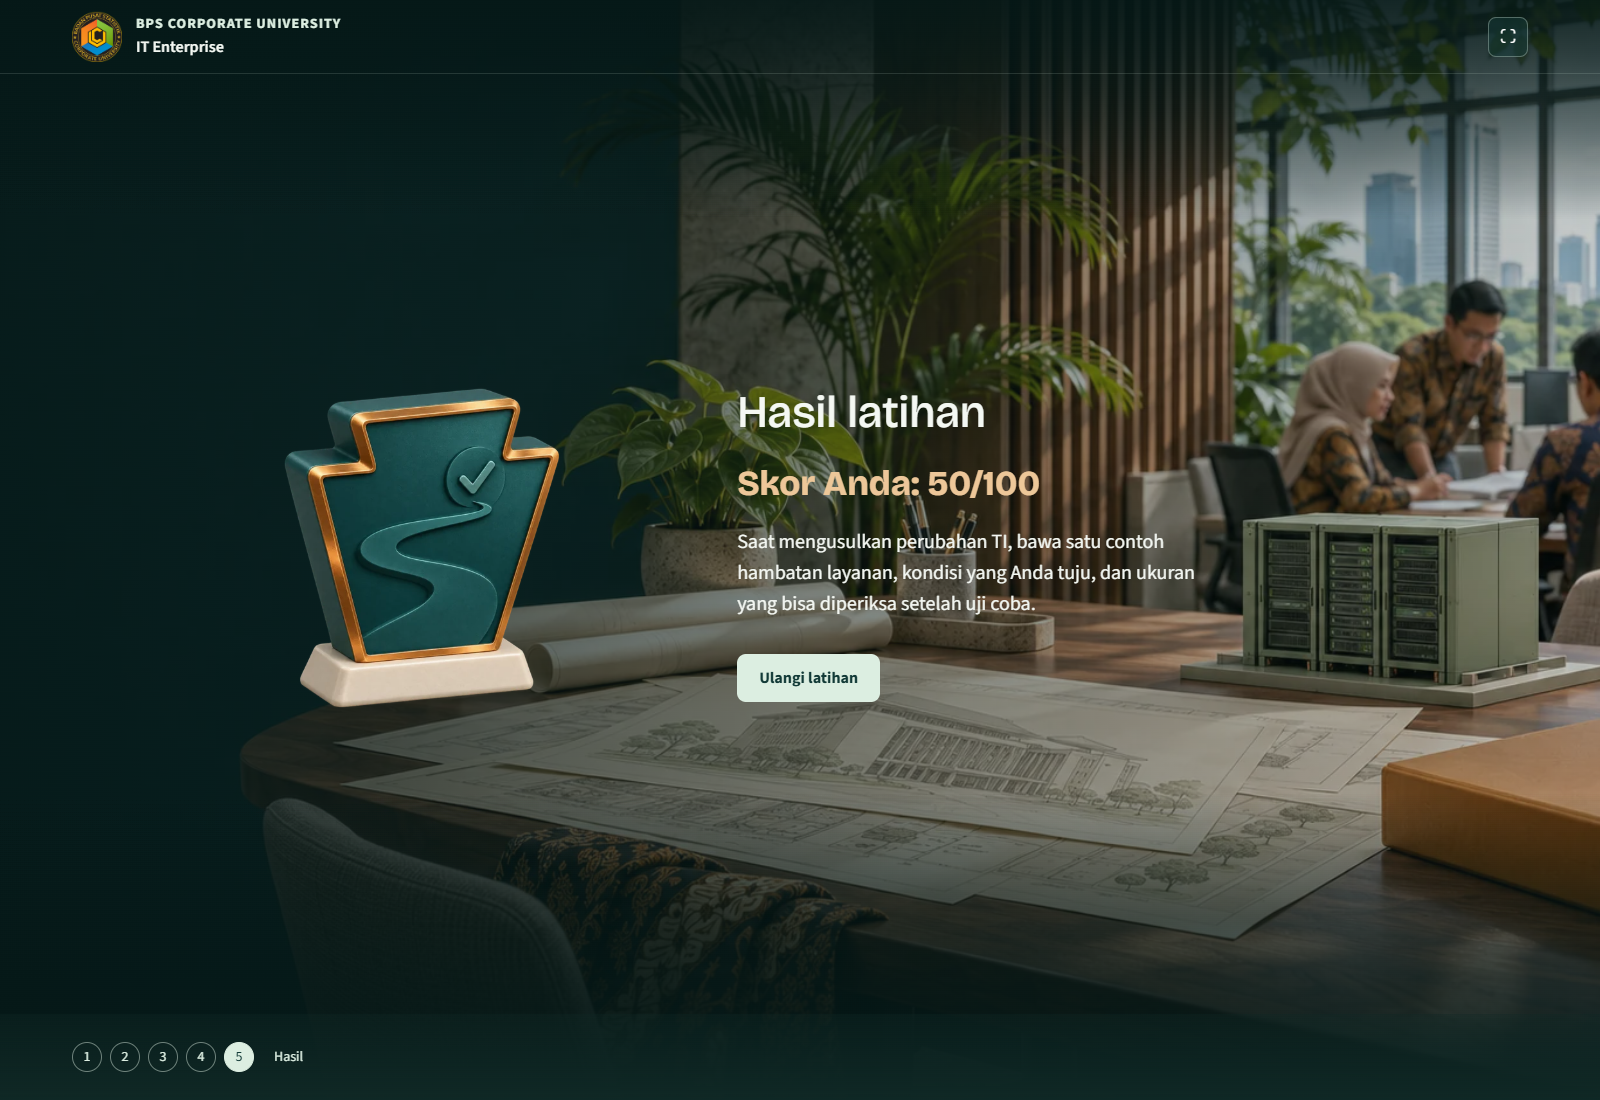 BPS CORPORATE UNIVERSITY
IT Enterprise
Hasil latihan
Skor Anda: 50/100
Saat mengusulkan perubahan TI, bawa satu contoh
hambatan layanan, kondisi yang Anda tuju, dan ukuran
yang bisa diperiksa setelah uji coba.
Ulangi latihan
1 2 3 4 5 Hasil